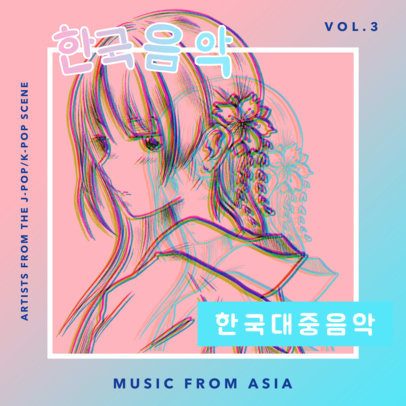 한국음악
VOL.3
ARTISTS FROM THE J-POP/K-POP SCENE
한국대중음악
MUSIC FROM ASIA